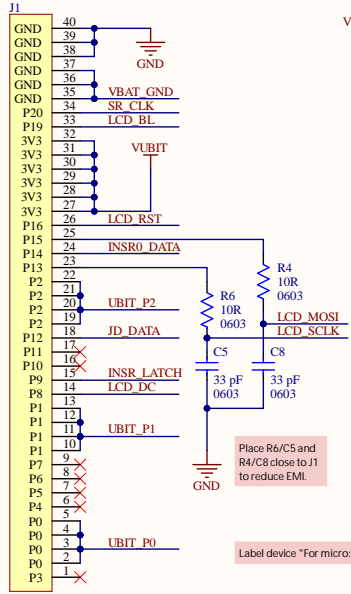 J1
V
GND 40
GND 39
GND 38
GND 37
GND 36
GND 35 VBAT_GND
P20 34 SR_CLK
P19 33 LCD_BL
3V3 32
3V3 31
3V3 30
3V3 29
3V3 28
3V3 27
P16 26 LCD_RST
P15 25
P14 24 INSR0_DATA
P13 23
P2 22
P2 21
P2 20 UBIT_P2
P2 19
P12 18 JD_DATA
P11 17
P10 16
P9 15 INSR_LATCH
P8 14 LCD_DC
P1 13
P1 12
P1 11 UBIT_P1
P1 10
P7 9
P6 8
P5 7
P4 6
P0 5
P0 4
P0 3 UBIT_P0
P0 2
P3 1
GND
VUBIT
R4
10R
0603
R6
10R
0603
LCD_MOSI
LCD_SCLK
C5
33 pF
0603
C8
33 pF
0603
GND
Place R6/C5 and
R4/C8 close to J1
to reduce EMI.
Label device "For micro: